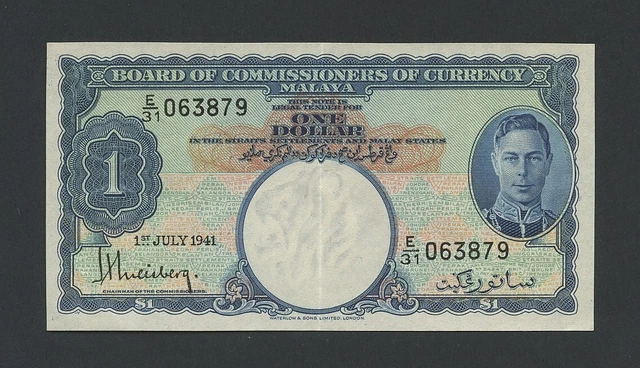 BOARD OF COMMISSIONERS OF CURRENCY
MALAYA
E/31 063879
THIS NOTE IS
LEGAL TENDER FOR
ONE
DOLLAR
IN THE STRAITS SETTLEMENTS AND MALAY STATES
1
1ST JULY 1941
E/31 063879
CHAIRMAN OF THE COMMISSIONERS.
ساتو رڠݢيت
$1
$1
WATERLOW & SONS LIMITED, LONDON.